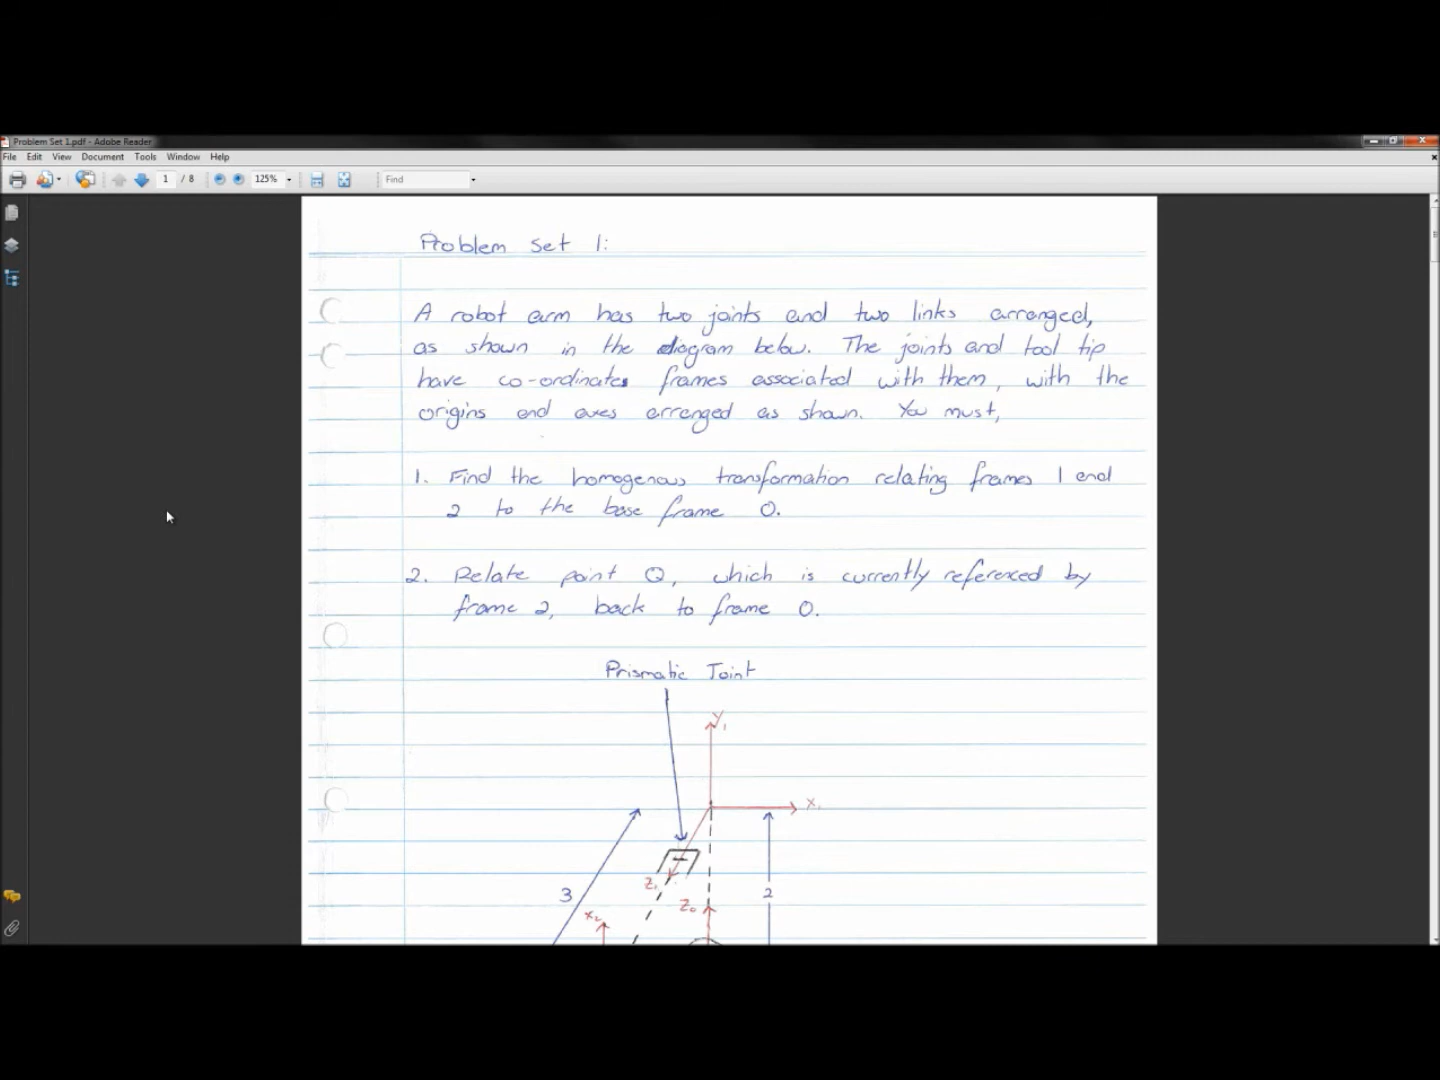 Problem Set 1.pdf - Adobe Reader
File Edit View Document Tools Window Help
1 / 8 125% Find
Problem Set 1:
A robot arm has two joints and two links arranged,
as shown in the diagram below. The joints and tool tip
have co-ordinates frames associated with them, with the
origins and axes arranged as shown. You must,
1. Find the homogenous transformation relating frames 1 and
2 to the base frame 0.
2. Relate point Q, which is currently referenced by
frame 2, back to frame 0.
Prismatic Joint
Y₁
X₁
Z₁
3
2
X₂
Z₀